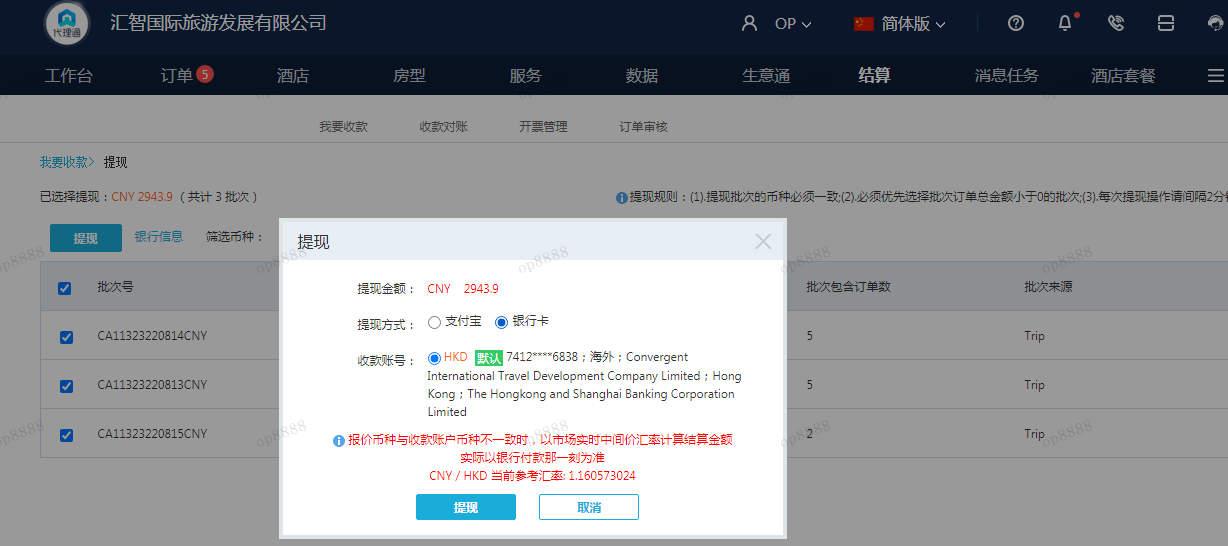 代理通
汇智国际旅游发展有限公司
OP
简体版
工作台
订单 5
酒店
房型
服务
数据
生意通
结算
消息任务
酒店套餐
我要收款
收款对账
开票管理
订单审核
我要收款> 提现
已选择提现：CNY 2943.9 （ 共计 3 批次 ）
提现规则：(1).提现批次的币种必须一致;(2).必须优先选择批次订单总金额小于0的批次;(3).每次提现操作请间隔2分
提现
银行信息
筛选币种：
批次号
批次包含订单数
批次来源
CA11323220814CNY
5
Trip
CA11323220813CNY
5
Trip
CA11323220815CNY
2
Trip
提现
提现金额： CNY 2943.9
提现方式： 支付宝 银行卡
收款账号： HKD 默认 7412****6838；海外；Convergent
International Travel Development Company Limited；Hong
Kong；The Hongkong and Shanghai Banking Corporation
Limited
报价币种与收款账户币种不一致时，以市场实时中间价汇率计算结算金额
实际以银行付款那一刻为准
CNY / HKD 当前参考汇率: 1.160573024
提现
取消
op8888
op8888
op8888
op8888
op8888
op8888